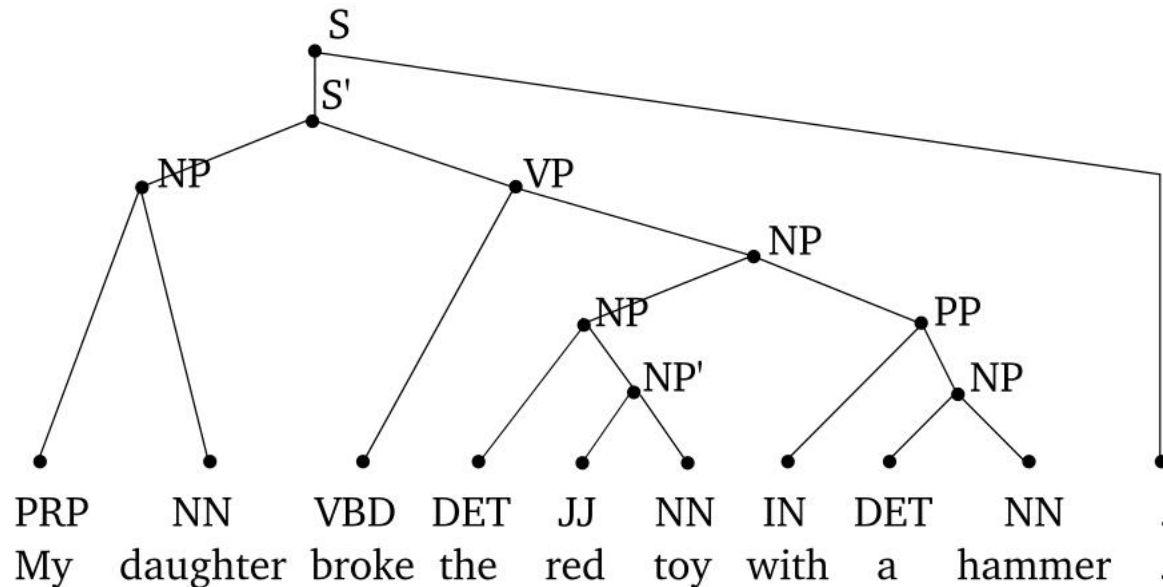 S
S'
NP VP
NP
NP PP
NP' NP
PRP NN VBD DET JJ NN IN DET NN .
My daughter broke the red toy with a hammer .